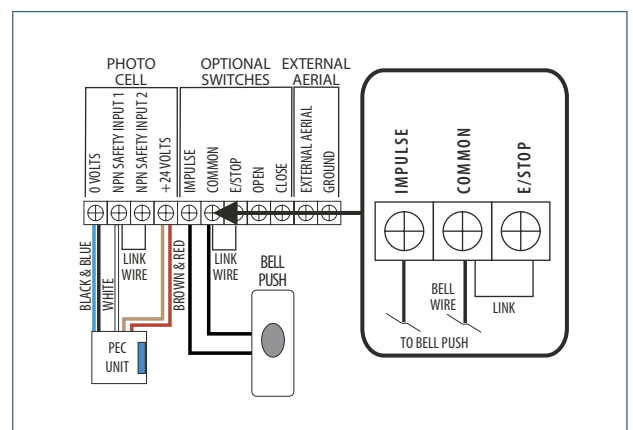 PHOTO
CELL
OPTIONAL
SWITCHES
EXTERNAL
AERIAL
0 VOLTS
NPN SAFETY INPUT 1
NPN SAFETY INPUT 2
+24 VOLTS
IMPULSE
COMMON
E/STOP
OPEN
CLOSE
EXTERNAL AERIAL
GROUND
BLACK & BLUE
WHITE
LINK
WIRE
BROWN & RED
LINK
WIRE
BELL
PUSH
PEC
UNIT
IMPULSE
COMMON
E/STOP
BELL
WIRE
LINK
TO BELL PUSH